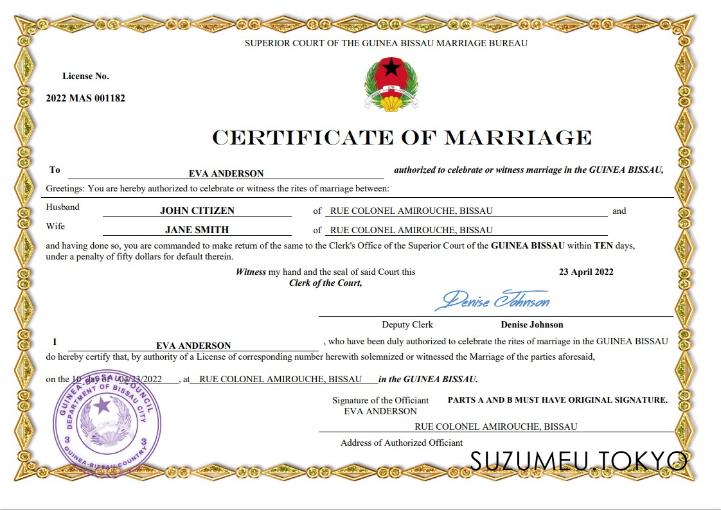 SUPERIOR COURT OF THE GUINEA BISSAU MARRIAGE BUREAU
License No.
2022 MAS 001182
CERTIFICATE OF MARRIAGE
To EVA ANDERSON authorized to celebrate or witness marriage in the GUINEA BISSAU,
Greetings: You are hereby authorized to celebrate or witness the rites of marriage between:
Husband JOHN CITIZEN of RUE COLONEL AMIROUCHE, BISSAU and
Wife JANE SMITH of RUE COLONEL AMIROUCHE, BISSAU
and having done so, you are commanded to make return of the same to the Clerk's Office of the Superior Court of the GUINEA BISSAU within TEN days,
under a penalty of fifty dollars for default therein.
Witness my hand and the seal of said Court this 23 April 2022
Clerk of the Court,
Denise Johnson
Deputy Clerk Denise Johnson
I EVA ANDERSON , who have been duly authorized to celebrate the rites of marriage in the GUINEA BISSAU
do hereby certify that, by authority of a License of corresponding number herewith solemnized or witnessed the Marriage of the parties aforesaid,
on the day of /2022 , at RUE COLONEL AMIROUCHE, BISSAU in the GUINEA BISSAU.
GUINEA-BISSAU COUNCIL
DEPARTMENT OF BISSAU CITY
3 3
GUINEA-BISSAU COUNTRY
Signature of the Officiant PARTS A AND B MUST HAVE ORIGINAL SIGNATURE.
EVA ANDERSON
RUE COLONEL AMIROUCHE, BISSAU
Address of Authorized Officiant
SUZUMEU.TOKYO